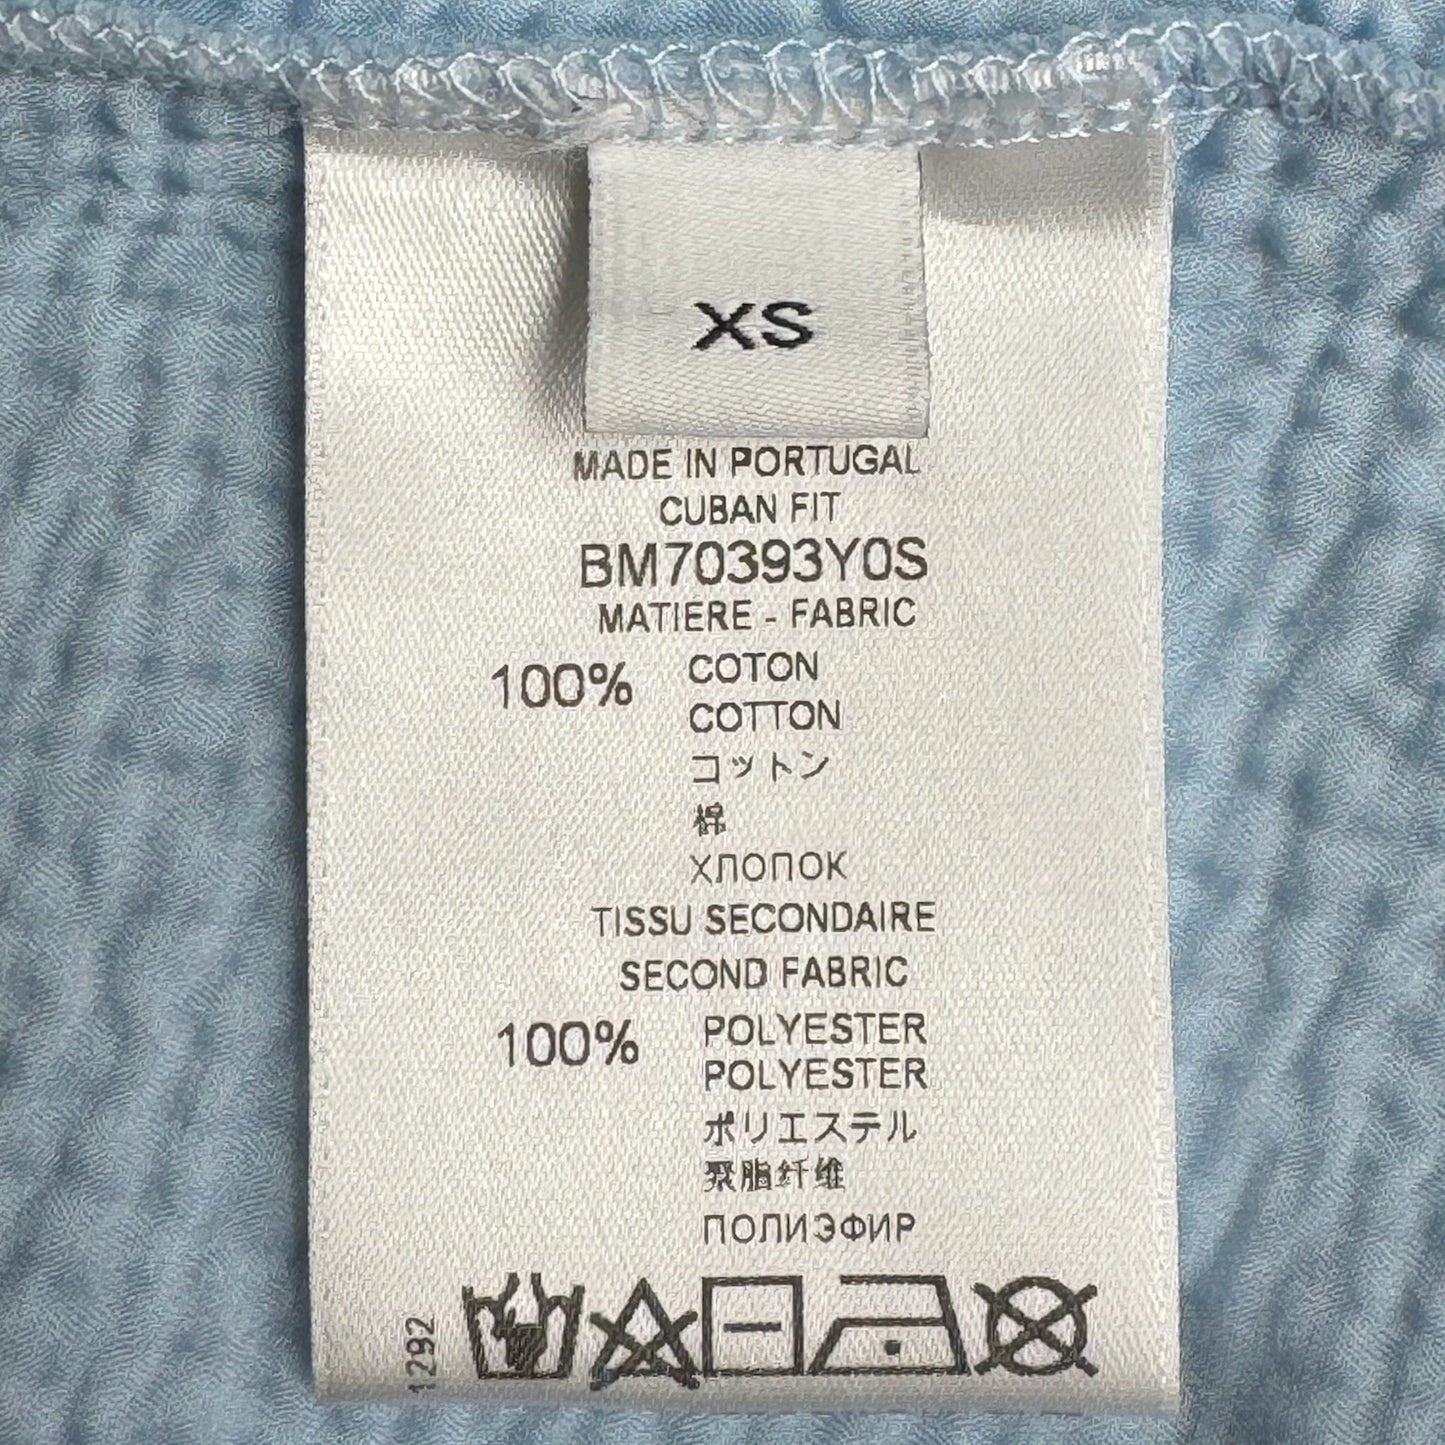 XS
MADE IN PORTUGAL
CUBAN FIT
BM70393Y0S
MATIERE - FABRIC
100% COTON
COTTON
コットン
棉
ХЛОПОК
TISSU SECONDAIRE
SECOND FABRIC
100% POLYESTER
POLYESTER
ポリエステル
聚脂纤维
ПОЛИЭФИР
1292